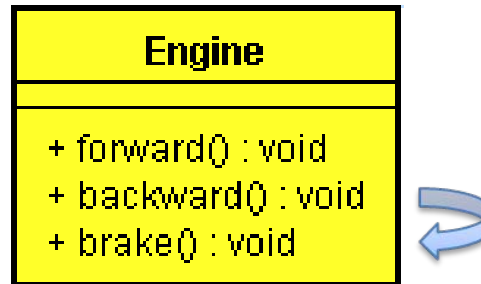 Engine
+ forward() : void
+ backward() : void
+ brake() : void